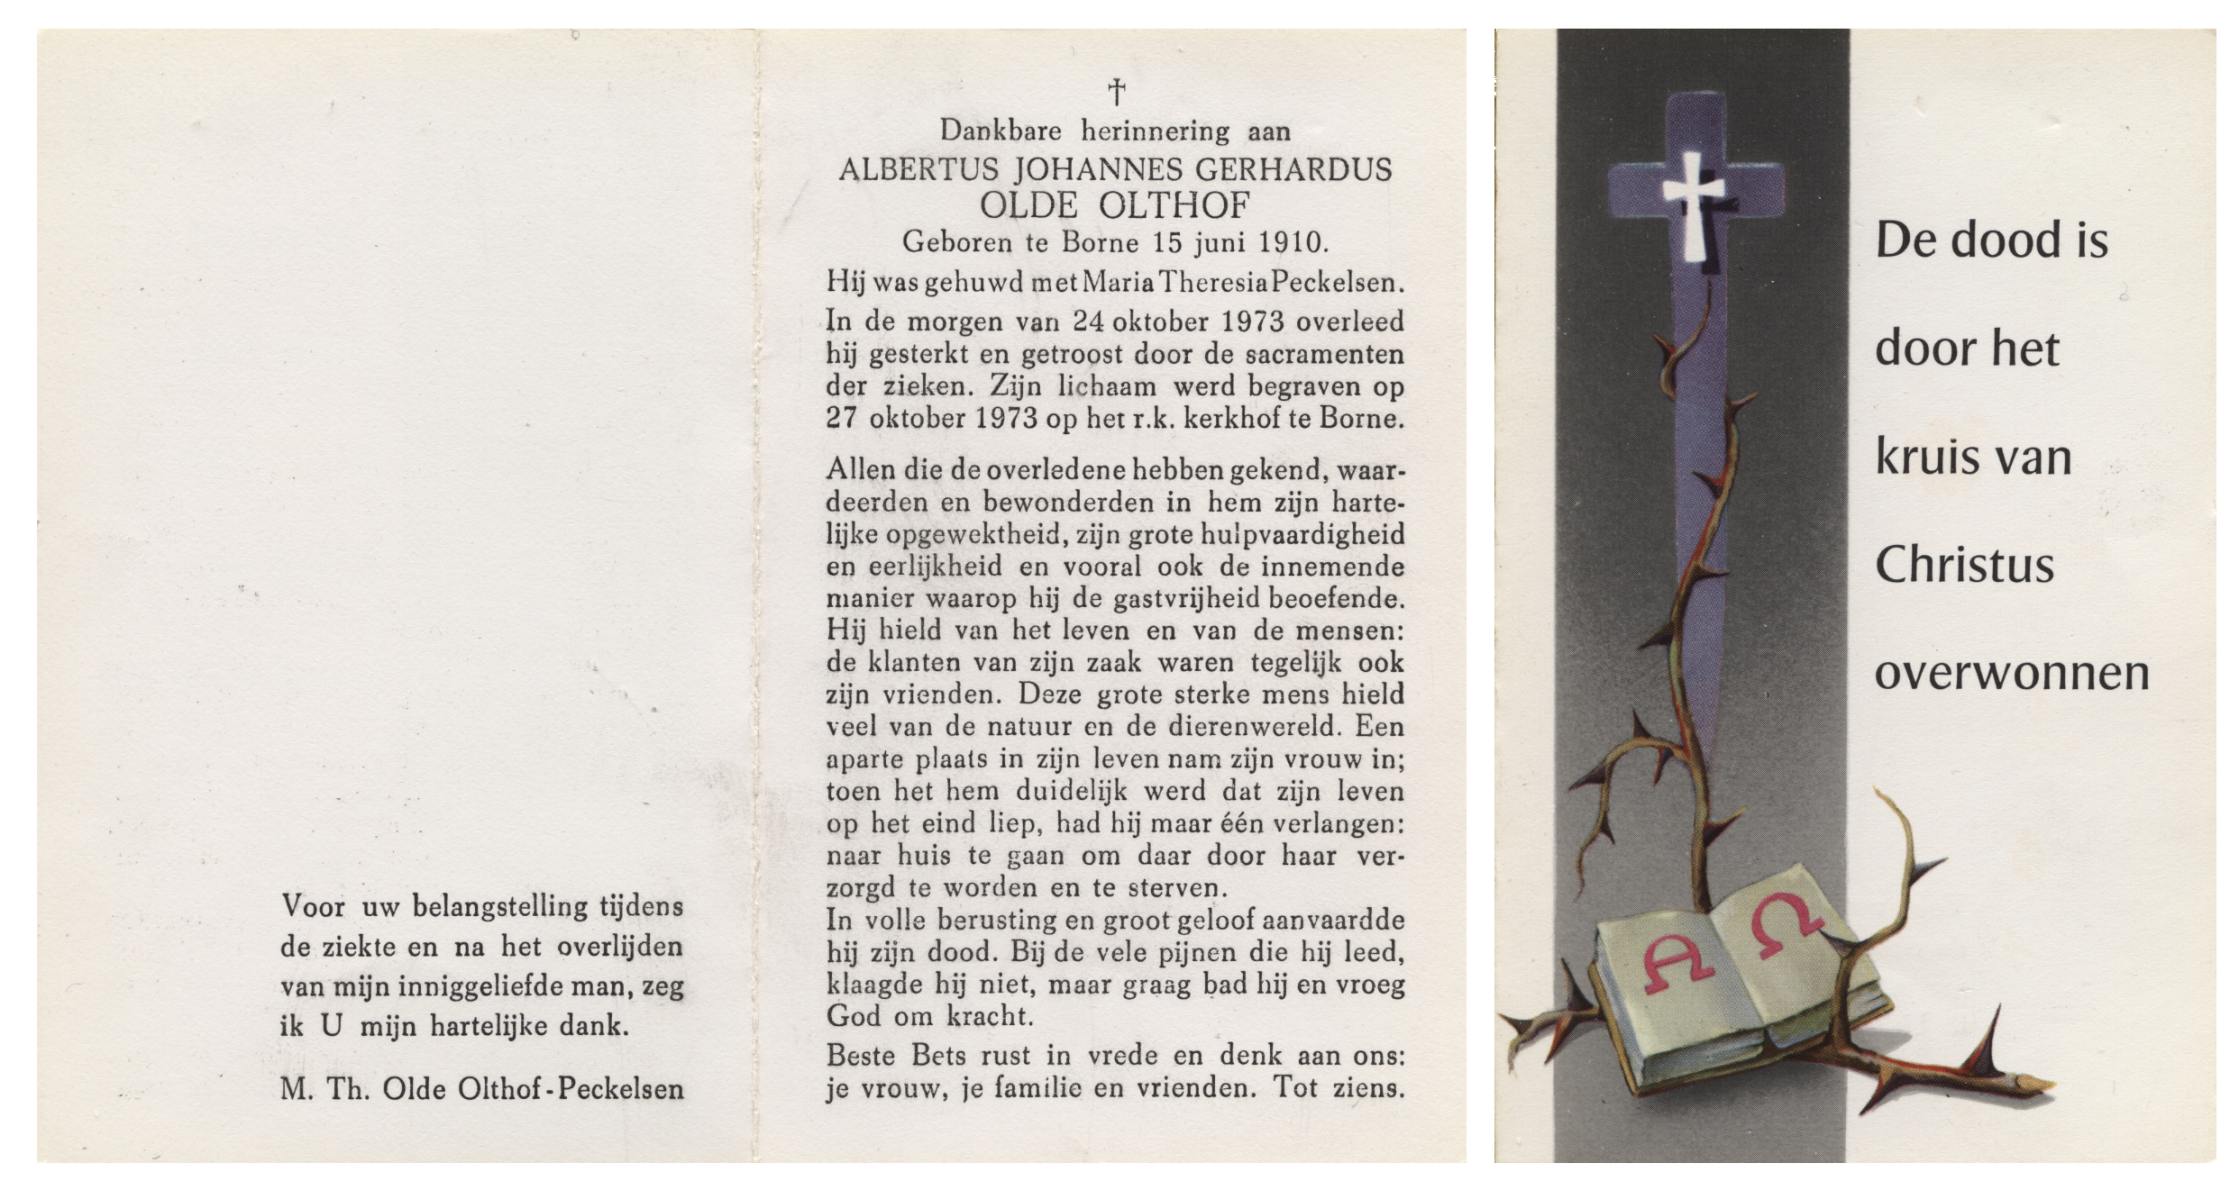 Voor uw belangstelling tijdens
de ziekte en na het overlijden
van mijn inniggeliefde man, zeg
ik U mijn hartelijke dank.
M. Th. Olde Olthof-Peckelsen
†
Dankbare herinnering aan
ALBERTUS JOHANNES GERHARDUS
OLDE OLTHOF
Geboren te Borne 15 juni 1910.
Hij was gehuwd met Maria Theresia Peckelsen.
In de morgen van 24 oktober 1973 overleed
hij gesterkt en getroost door de sacramenten
der zieken. Zijn lichaam werd begraven op
27 oktober 1973 op het r.k. kerkhof te Borne.
Allen die de overledene hebben gekend, waar-
deerden en bewonderden in hem zijn harte-
lijke opgewektheid, zijn grote hulpvaardigheid
en eerlijkheid en vooral ook de innemende
manier waarop hij de gastvrijheid beoefende.
Hij hield van het leven en van de mensen:
de klanten van zijn zaak waren tegelijk ook
zijn vrienden. Deze grote sterke mens hield
veel van de natuur en de dierenwereld. Een
aparte plaats in zijn leven nam zijn vrouw in;
toen het hem duidelijk werd dat zijn leven
op het eind liep, had hij maar één verlangen:
naar huis te gaan om daar door haar ver-
zorgd te worden en te sterven.
In volle berusting en groot geloof aanvaardde
hij zijn dood. Bij de vele pijnen die hij leed,
klaagde hij niet, maar graag bad hij en vroeg
God om kracht.
Beste Bets rust in vrede en denk aan ons:
je vrouw, je familie en vrienden. Tot ziens.
De dood is
door het
kruis van
Christus
overwonnen
Α Ω